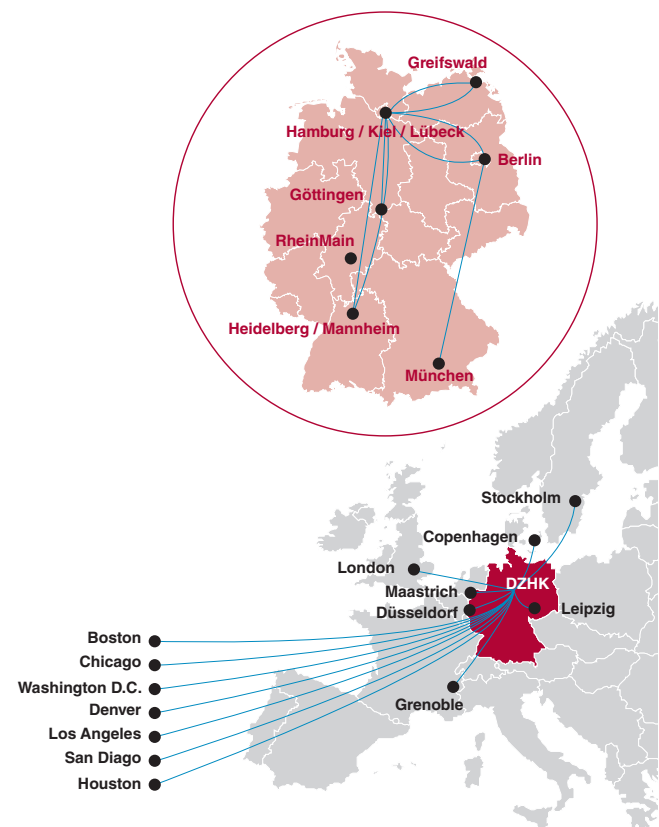 Greifswald
Hamburg / Kiel / Lübeck
Berlin
Göttingen
RheinMain
Heidelberg / Mannheim
München
Stockholm
Copenhagen
London
DZHK
Maastrich
Düsseldorf
Leipzig
Boston
Chicago
Washington D.C.
Denver
Los Angeles
San Diago
Houston
Grenoble